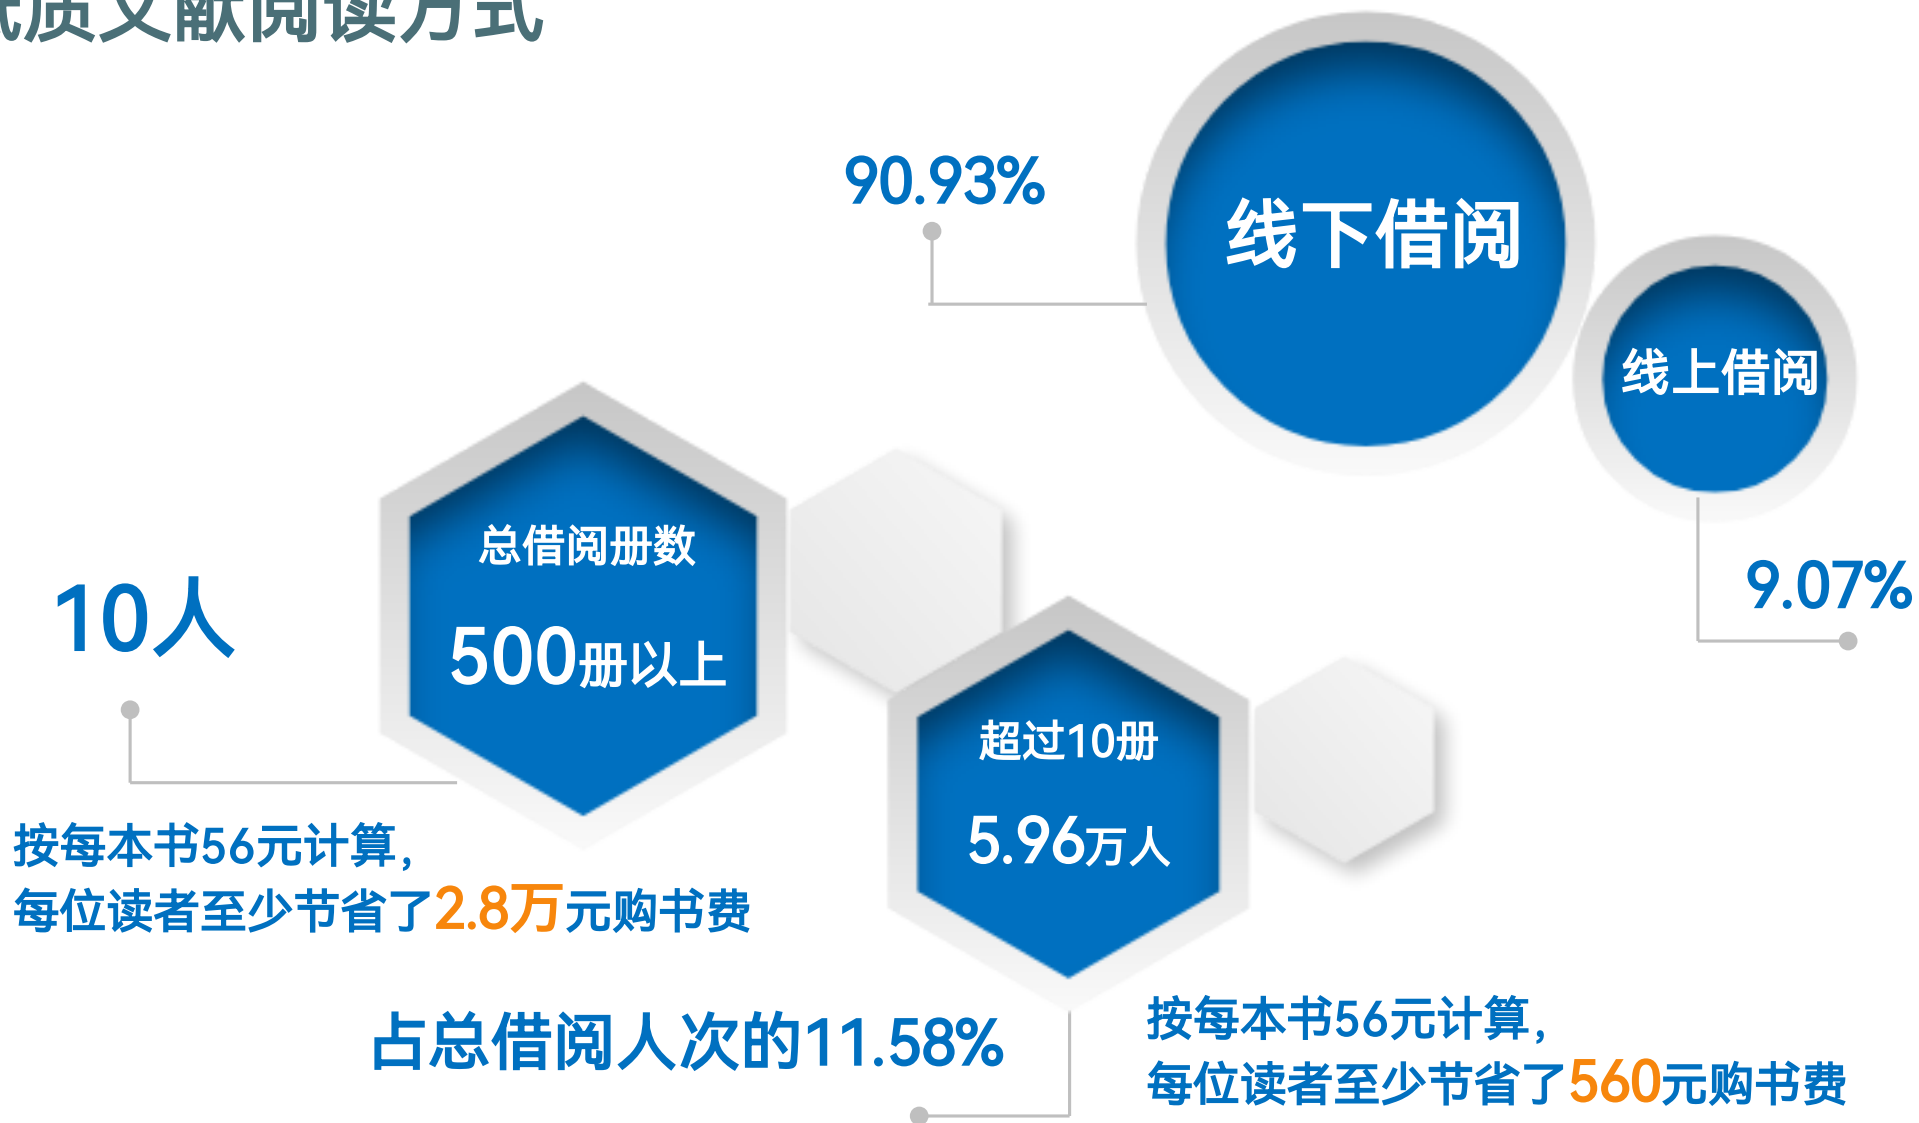 质文献阅读方式
90.93%
线下借阅
线上借阅
9.07%
总借阅册数
500册以上
10人
按每本书56元计算,
每位读者至少节省了2.8万元购书费
超过10册
5.96万人
占总借阅人次的11.58%
按每本书56元计算,
每位读者至少节省了560元购书费